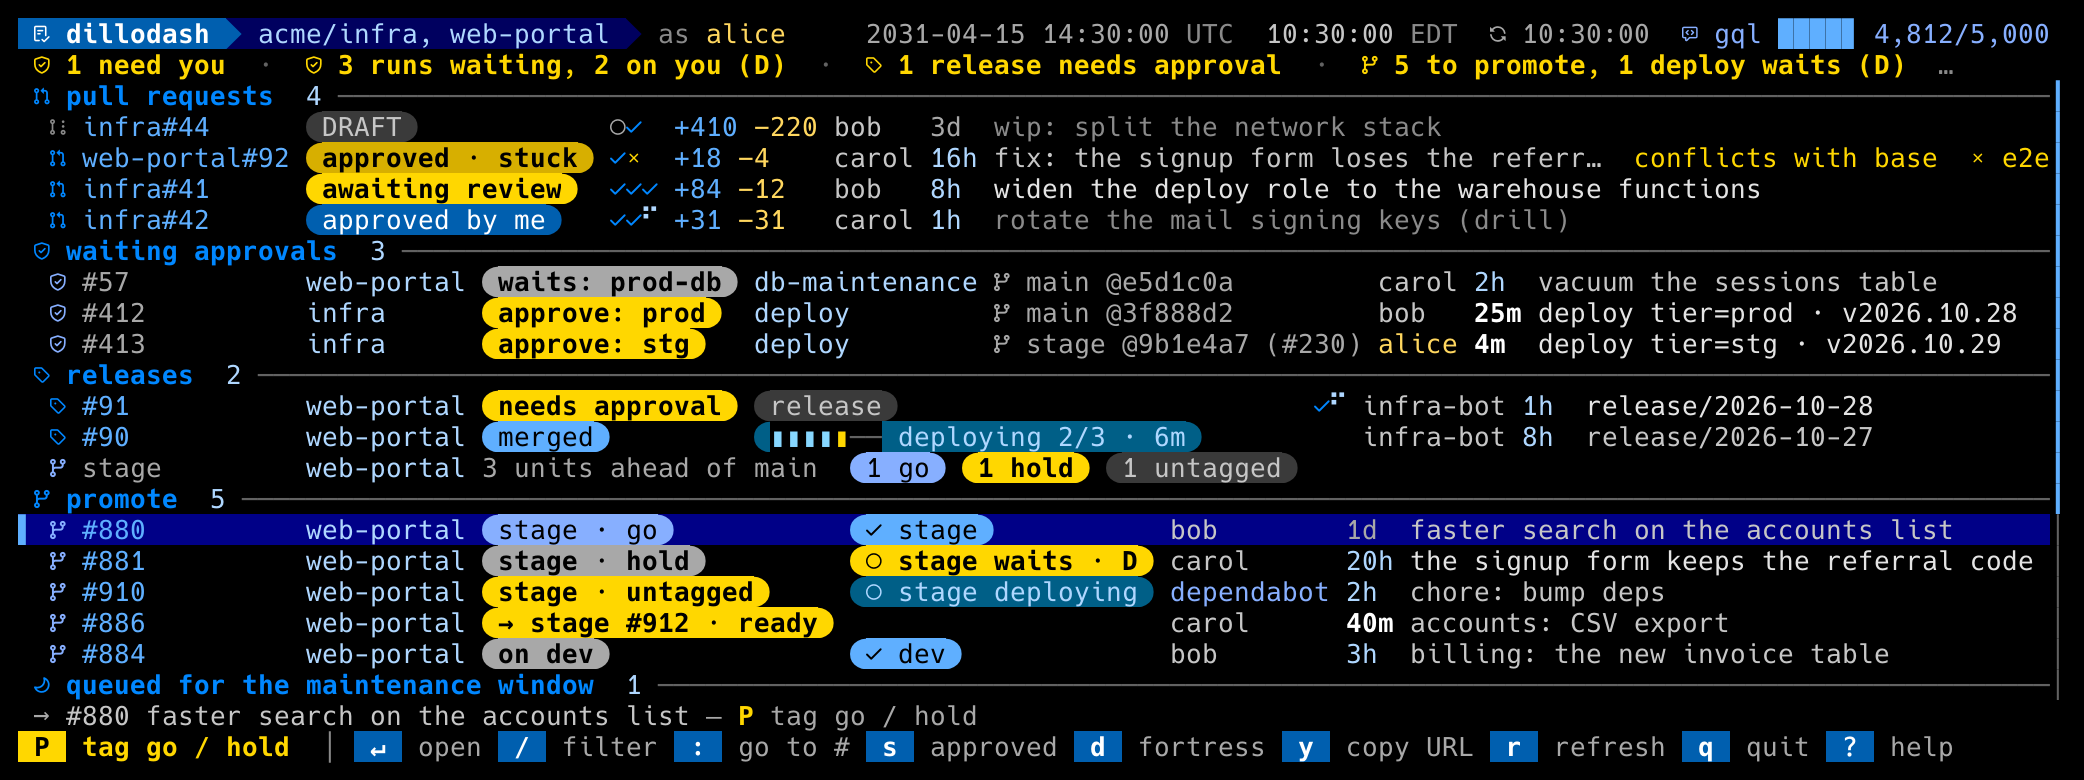 dillodash acme/infra, web-portal as alice 2031-04-15 14:30:00 UTC 10:30:00 EDT 10:30:00 gql 4,812/5,000
1 need you · 3 runs waiting, 2 on you (D) · 1 release needs approval · 5 to promote, 1 deploy waits (D) …
pull requests 4
infra#44 DRAFT ○✓ +410 −220 bob 3d wip: split the network stack
web-portal#92 approved · stuck ✓× +18 −4 carol 16h fix: the signup form loses the referr… conflicts with base × e2e
infra#41 awaiting review ✓✓✓ +84 −12 bob 8h widen the deploy role to the warehouse functions
infra#42 approved by me ✓✓ +31 −31 carol 1h rotate the mail signing keys (drill)
waiting approvals 3
#57 web-portal waits: prod-db db-maintenance main @e5d1c0a carol 2h vacuum the sessions table
#412 infra approve: prod deploy main @3f888d2 bob 25m deploy tier=prod · v2026.10.28
#413 infra approve: stg deploy stage @9b1e4a7 (#230) alice 4m deploy tier=stg · v2026.10.29
releases 2
#91 web-portal needs approval release ✓ infra-bot 1h release/2026-10-28
#90 web-portal merged deploying 2/3 · 6m infra-bot 8h release/2026-10-27
stage web-portal 3 units ahead of main 1 go 1 hold 1 untagged
promote 5
#880 web-portal stage · go ✓ stage bob 1d faster search on the accounts list
#881 web-portal stage · hold ○ stage waits · D carol 20h the signup form keeps the referral code
#910 web-portal stage · untagged ○ stage deploying dependabot 2h chore: bump deps
#886 web-portal → stage #912 · ready carol 40m accounts: CSV export
#884 web-portal on dev ✓ dev bob 3h billing: the new invoice table
queued for the maintenance window 1
→ #880 faster search on the accounts list — P tag go / hold
P tag go / hold │ ↵ open / filter : go to # s approved d fortress y copy URL r refresh q quit ? help